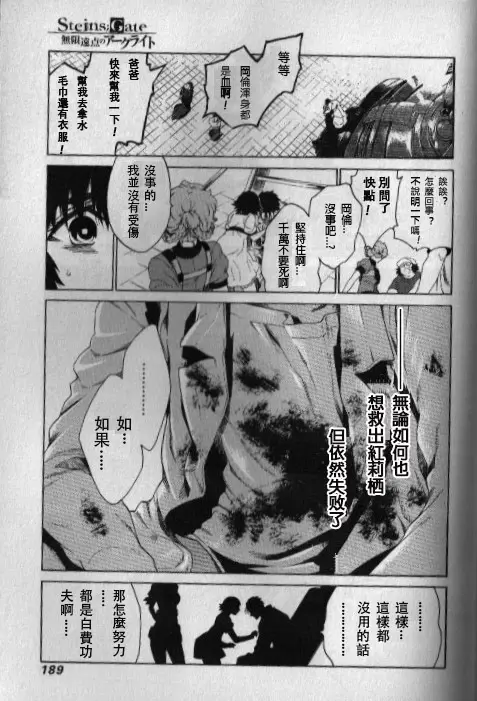 Steins;Gate
無限遠点のアークライト
等等
岡倫渾身都
是血啊!
爸爸
快來幫我一下!
幫我去拿水
毛巾還有衣服!
誒誒?
怎麼回事?
不說明一下嗎!
別問了
快點!
岡倫…
沒事吧…?
堅持住啊…
千萬不要死啊
沒事的…
我並沒有受傷
——無論如何也
想救出紅莉栖
但依然失敗了
…………
如…
如果……
這樣…
這樣都
沒用的話
…………
…………
那怎麼努力
都是白費功
夫啊……
189